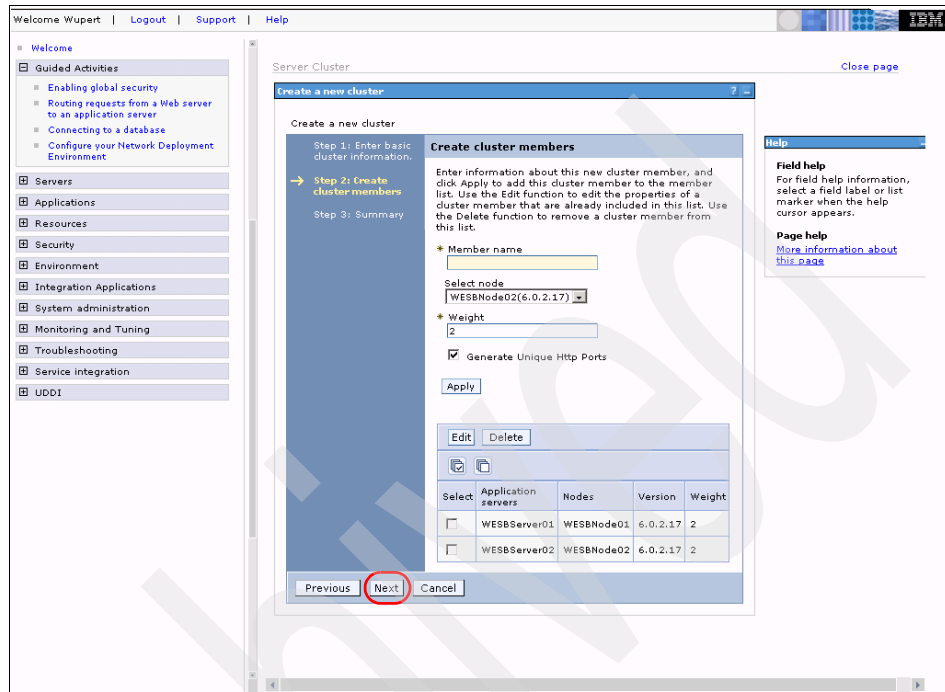 Welcome Wupert | Logout | Support | Help
IBM
Welcome
Guided Activities
Enabling global security
Routing requests from a Web server
to an application server
Connecting to a database
Configure your Network Deployment
Environment
Servers
Applications
Resources
Security
Environment
Integration Applications
System administration
Monitoring and Tuning
Troubleshooting
Service integration
UDDI
Server Cluster
Close page
Create a new cluster
? -
Create a new cluster
Step 1: Enter basic
cluster information.
Step 2: Create
cluster members
Step 3: Summary
Create cluster members
Enter information about this new cluster member, and
click Apply to add this cluster member to the member
list. Use the Edit function to edit the properties of a
cluster member that are already included in this list. Use
the Delete function to remove a cluster member from
this list.
* Member name
Select node
WESBNode02(6.0.2.17)
* Weight
2
Generate Unique Http Ports
Apply
Edit Delete
Select Application servers Nodes Version Weight
WESBServer01 WESBNode01 6.0.2.17 2
WESBServer02 WESBNode02 6.0.2.17 2
Previous Next Cancel
Help
Field help
For field help information,
select a field label or list
marker when the help
cursor appears.
Page help
More information about
this page